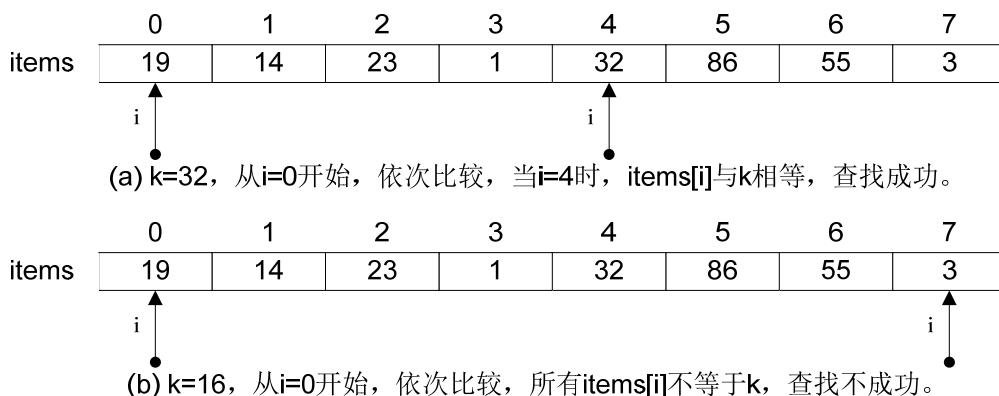 0 1 2 3 4 5 6 7
items 19 14 23 1 32 86 55 3
i i
(a) k=32，从i=0开始，依次比较，当i=4时，items[i]与k相等，查找成功。
0 1 2 3 4 5 6 7
items 19 14 23 1 32 86 55 3
i i
(b) k=16，从i=0开始，依次比较，所有items[i]不等于k，查找不成功。